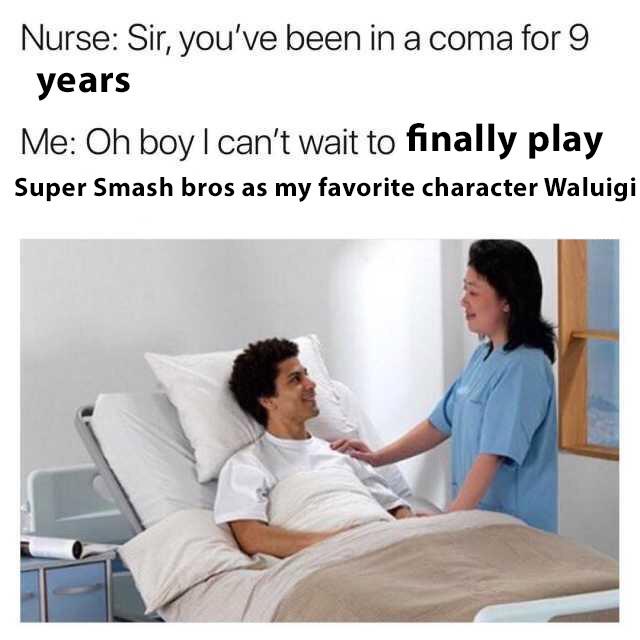 Nurse: Sir, you've been in a coma for 9
years
Me: Oh boy I can't wait to finally play
Super Smash bros as my favorite character Waluigi